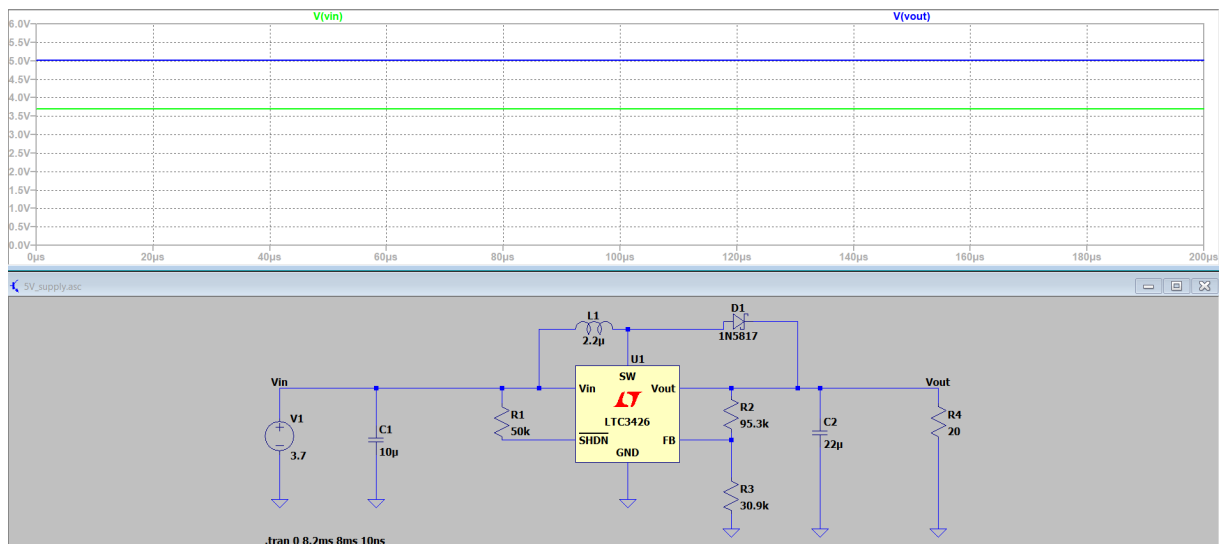 V(vin) V(vout)
6.0V
5.5V
5.0V
4.5V
4.0V
3.5V
3.0V
2.5V
2.0V
1.5V
1.0V
0.5V
0.0V
0µs 20µs 40µs 60µs 80µs 100µs 120µs 140µs 160µs 180µs 200µs
5V_supply.asc
L1
2.2µ
D1
1N5817
U1
SW
Vin
Vin
Vout
Vout
LTC3426
SHDN
FB
GND
V1
3.7
C1
10µ
R1
50k
R2
95.3k
R3
30.9k
C2
22µ
R4
20
.tran 0 8.2ms 8ms 10ns